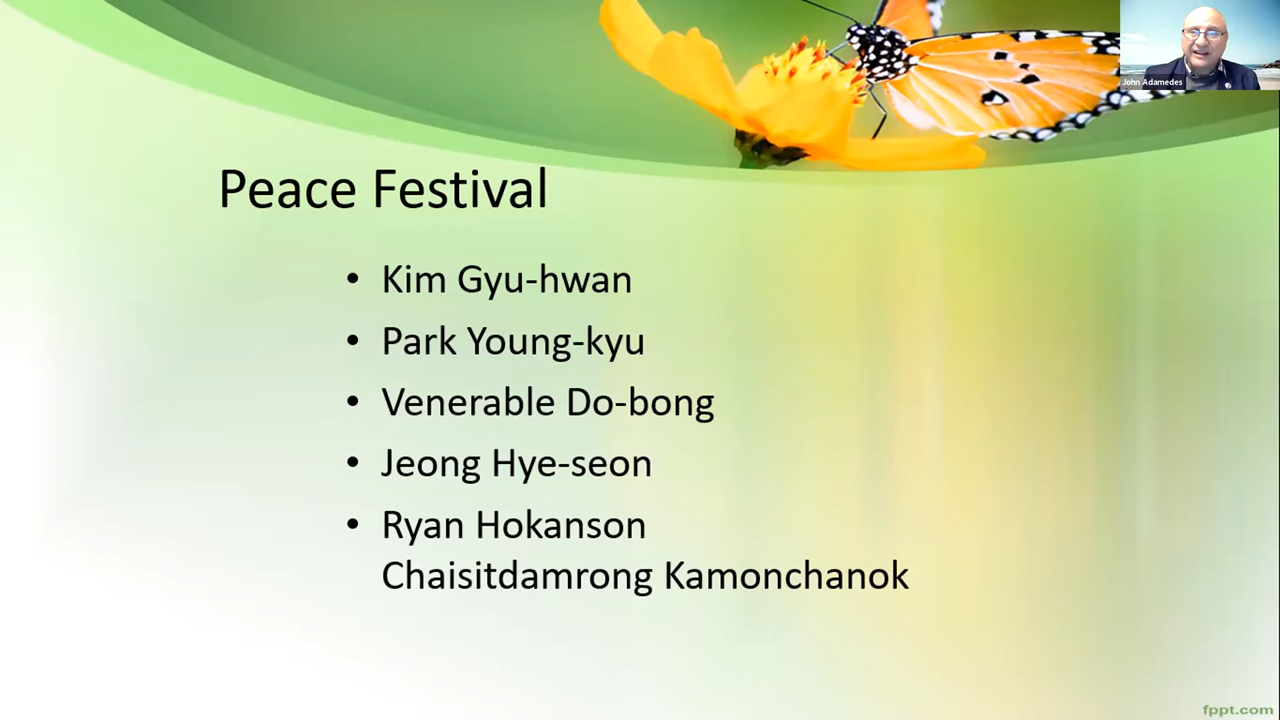 John Adamedes
Peace Festival
• Kim Gyu-hwan
• Park Young-kyu
• Venerable Do-bong
• Jeong Hye-seon
• Ryan Hokanson
Chaisitdamrong Kamonchanok
fppt.com